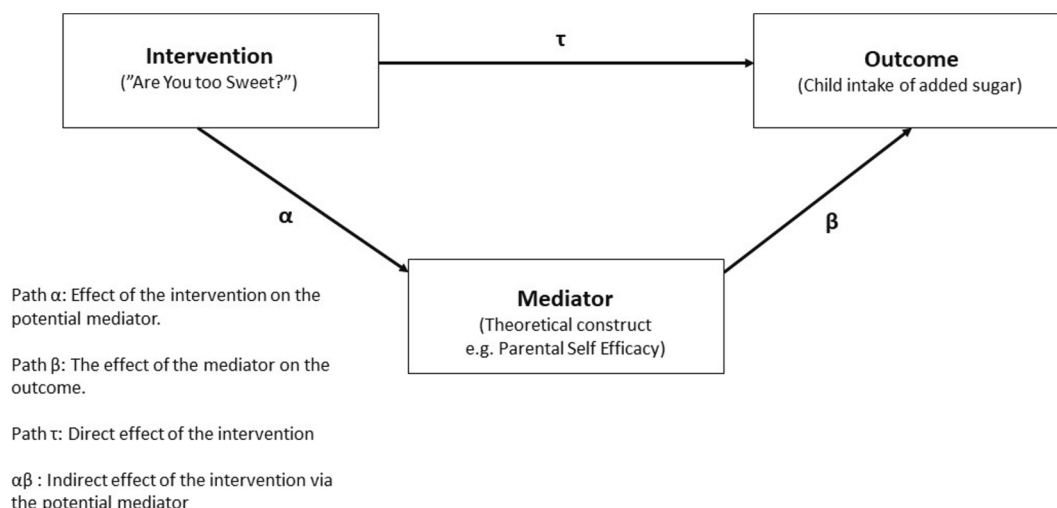 Intervention
(”Are You too Sweet?”)
τ
Outcome
(Child intake of added sugar)
α
β
Mediator
(Theoretical construct
e.g. Parental Self Efficacy)
Path α: Effect of the intervention on the
potential mediator.
Path β: The effect of the mediator on the
outcome.
Path τ: Direct effect of the intervention
αβ : Indirect effect of the intervention via
the potential mediator